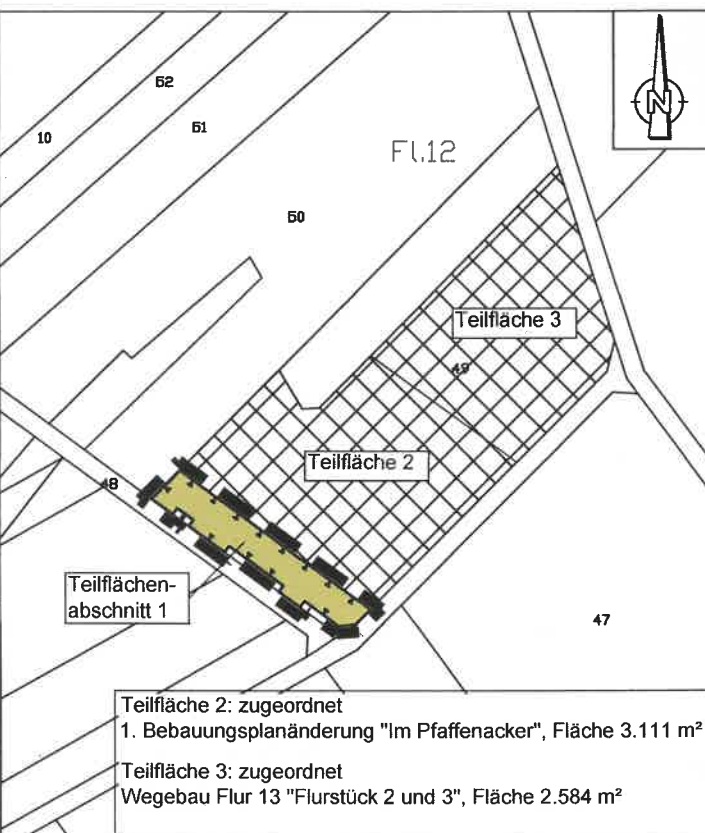 N
52
10
51
Fl.12
50
Teilfläche 3
49
Teilfläche 2
48
Teilflächen-
abschnitt 1
47
Teilfläche 2: zugeordnet
1. Bebauungsplanänderung "Im Pfaffenacker", Fläche 3.111 m²
Teilfläche 3: zugeordnet
Wegebau Flur 13 "Flurstück 2 und 3", Fläche 2.584 m²